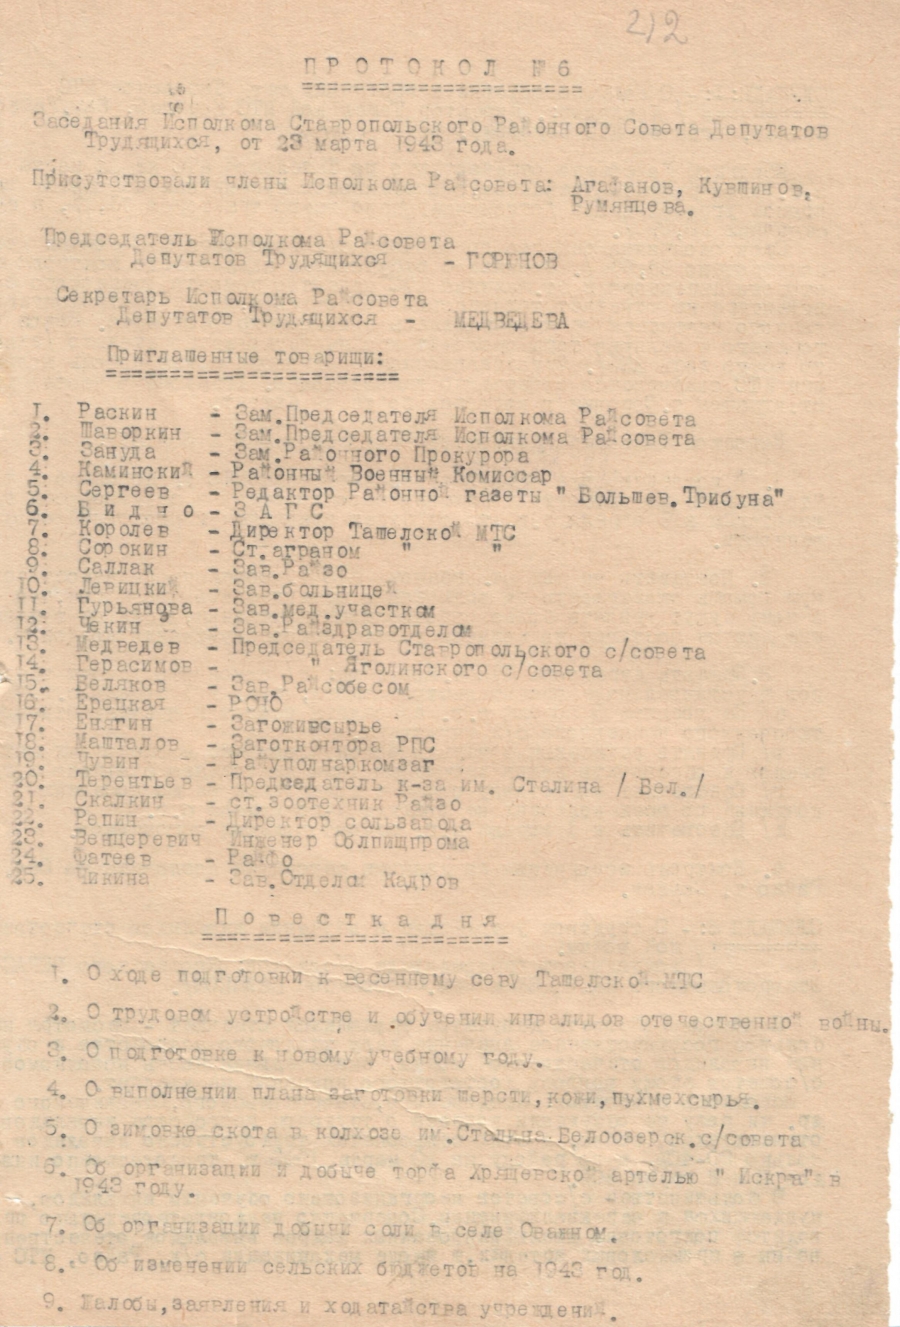 212
ПРОТОКОЛ №6
Заседания Исполкома Ставропольского Районного Совета Депутатов
Трудящихся, от 23 марта 1943 года.
Присутствовали члены Исполкома Райсовета: Агафанов, Кувшинов,
Румянцева.
Председатель Исполкома Райсовета
Депутатов Трудящихся - ГОРЮНОВ
Секретарь Исполкома Райсовета
Депутатов Трудящихся - МЕДВЕДЕВА
Приглашенные товарищи:
1. Раскин - Зам.Председателя Исполкома Райсовета
2. Шаворкин - Зам.Председателя Исполкома Райсовета
3. Зануда - Зам.Районного Прокурора
4. Каминский - Районный Военный Комиссар
5. Сергеев - Редактор Районной газеты " Большев.Трибуна"
6. Б и д н о - З А Г С
7. Королев - Директор Ташелской МТС
8. Сорокин - Ст.аграном " "
9. Саллак - Зав.Райзо
10. Левицкий - Зав.больницей
11. Гурьянова - Зав.мед.участком
12. Чекин - Зав.Райздравотделом
13. Медведев - Председатель Ставропольского с/совета
14. Герасимов - " Яголинского с/совета
15. Беляков - Зав.Райсобесом
16. Ерецкая - РОНО
17. Енягин - Загоживсырье
18. Машталов - Заготконтора РПС
19. Чувин - Райуполнаркомзаг
20. Терентьев - Председатель к-за им. Сталина / Бел./
21. Скалкин - ст.зоотехник Райзо
22. Репин - Директор сользавода
23. Венцеревич Инженер Облпищпрома
24. Фатеев - Райфо
25. Чикина - Зав.Отделом Кадров
П о в е с т к а д н я
1. О ходе подготовки к весеннему севу Ташелской МТС
2. О трудовом устройстве и обучении инвалидов отечественной войны.
3. О подготовке к новому учебному году.
4. О выполнении плана заготовки шерсти,кожи,пухмехсырья.
5. О зимовке скота в колхозе им.Сталина Белоозерск.с/совета
6. Об организации и добыче торфа Хрящевской артелью " Искра" в
1943 году.
7. Об организации добычи соли в селе Оважном.
8. Об изменении сельских бюджетов на 1943 год.
9. Жалобы,заявления и ходатайства учреждений.